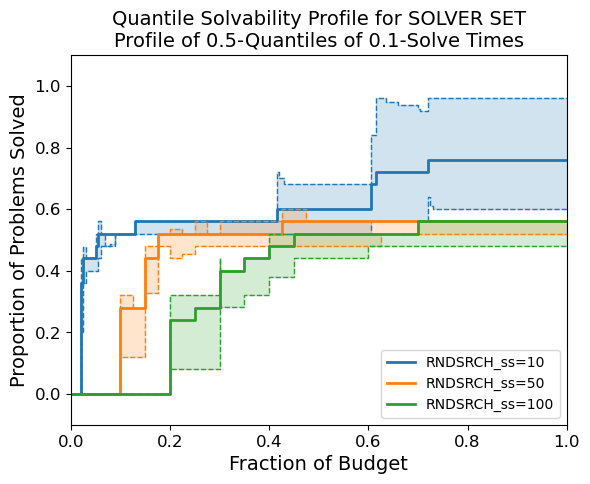 Quantile Solvability Profile for SOLVER SET
Profile of 0.5-Quantiles of 0.1-Solve Times
Proportion of Problems Solved
1.0
0.8
0.6
0.4
0.2
0.0
RNDSRCH_ss=10
RNDSRCH_ss=50
RNDSRCH_ss=100
0.0 0.2 0.4 0.6 0.8 1.0
Fraction of Budget